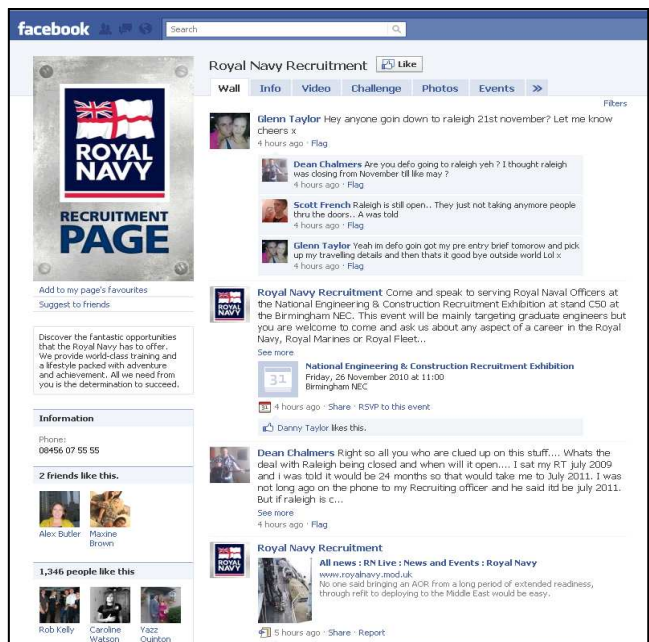 facebook
Search
ROYAL
NAVY
RECRUITMENT
PAGE
Add to my page's favourites
Suggest to friends
Discover the fantastic opportunities
that the Royal Navy has to offer.
We provide world-class training and
a lifestyle packed with adventure
and achievement. All we need from
you is the determination to succeed.
Information
Phone:
08456 07 55 55
2 friends like this.
Alex Butler
Maxine
Brown
1,346 people like this
Rob Kelly
Caroline
Watson
Yazz
Quinton
Royal Navy Recruitment
Like
Wall Info Video Challenge Photos Events »
Filters
Glenn Taylor Hey anyone goin down to raleigh 21st november? Let me know
cheers x
4 hours ago · Flag
Dean Chalmers Are you defo going to raleigh yeh ? I thought raleigh
was closing from November till like may ?
4 hours ago · Flag
Scott French Raleigh is still open.. They just not taking anymore people
thru the doors.. A was told
4 hours ago · Flag
Glenn Taylor Yeah im defo goin got my pre entry brief tomorow and pick
up my travelling details and then thats it good bye outside world Lol x
4 hours ago · Flag
ROYAL
NAVY
Royal Navy Recruitment Come and speak to serving Royal Naval Officers at
the National Engineering & Construction Recruitment Exhibition at stand C50 at
the Birmingham NEC. This event will be mainly targeting graduate engineers but
you are welcome to come and ask us about any aspect of a career in the Royal
Navy, Royal Marines or Royal Fleet...
See more
31
National Engineering & Construction Recruitment Exhibition
Friday, 26 November 2010 at 11:00
Birmingham NEC
31 4 hours ago · Share · RSVP to this event
Danny Taylor likes this.
Dean Chalmers Right so all you who are clued up on this stuff.... Whats the
deal with Raleigh being closed and when will it open.... I sat my RT july 2009
and i was told it would be 24 months so that would take me to July 2011. I was
not long ago on the phone to my Recruiting officer and he said itd be july 2011.
But if raleigh is c...
See more
4 hours ago · Flag
ROYAL
NAVY
Royal Navy Recruitment
All news : RN Live : News and Events : Royal Navy
www.royalnavy.mod.uk
No one said bringing an AOR from a long period of extended readiness,
through refit to deploying to the Middle East would be easy.
5 hours ago · Share · Report